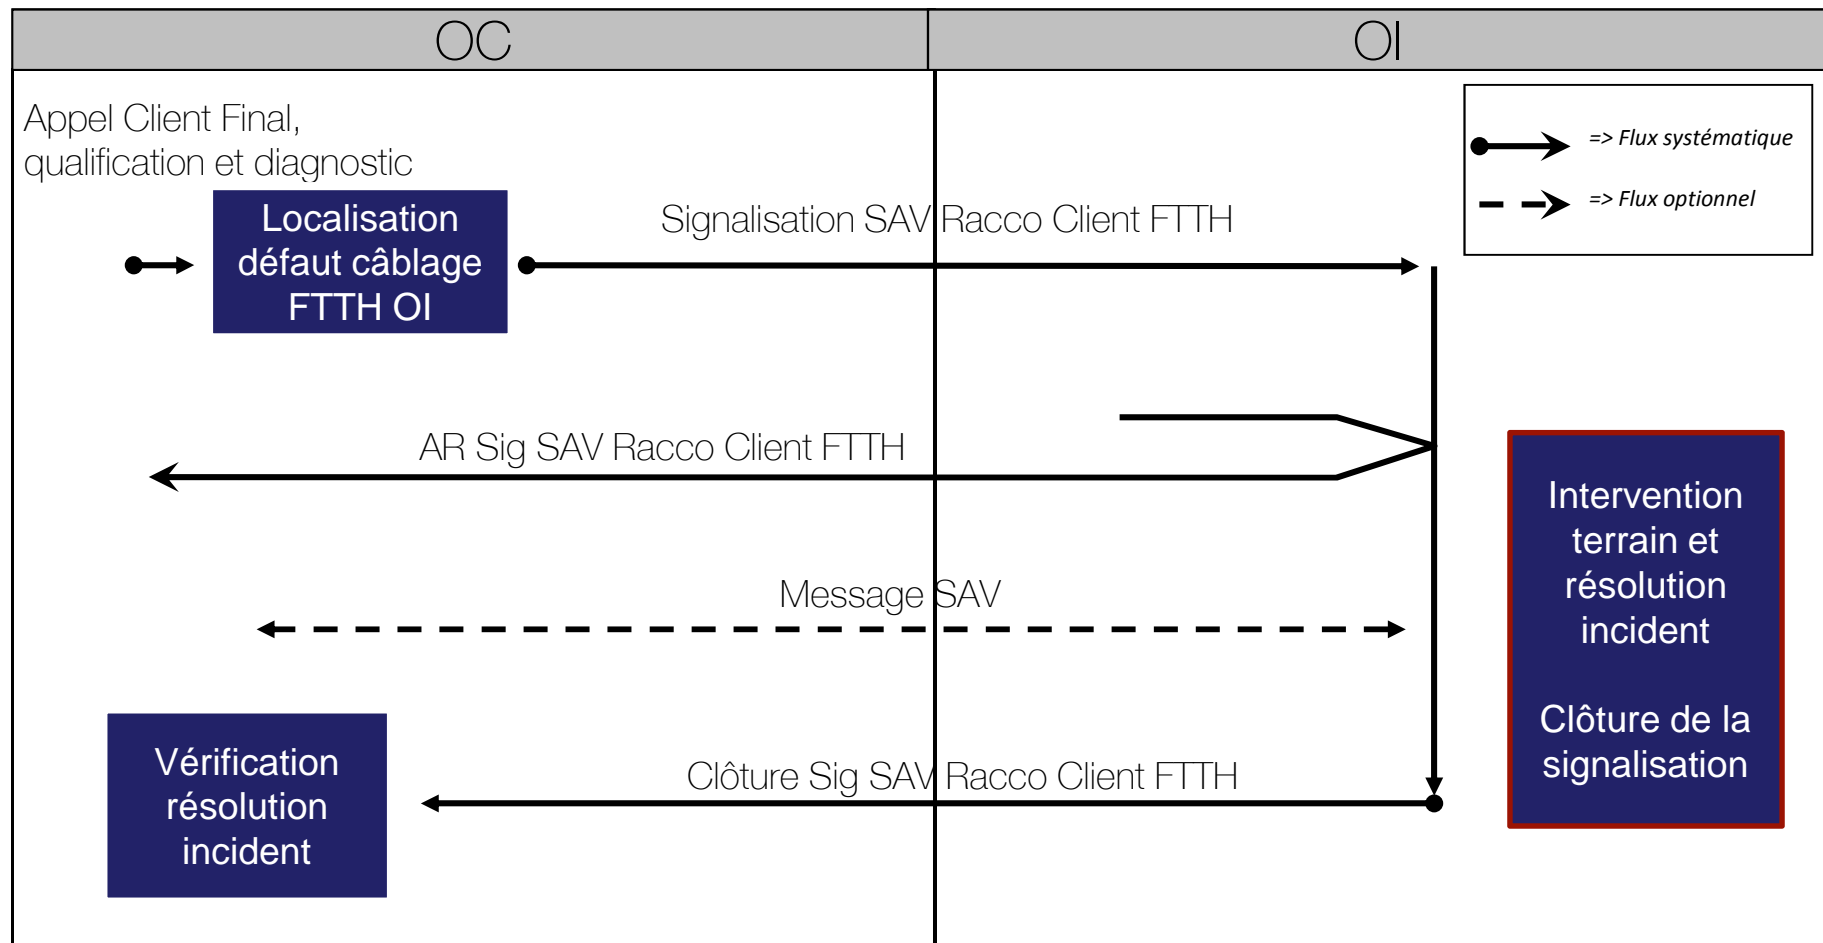 OC
OI
Appel Client Final,
qualification et diagnostic
=> Flux systématique
=> Flux optionnel
Localisation
défaut câblage
FTTH OI
Signalisation SAV Racco Client FTTH
AR Sig SAV Racco Client FTTH
Intervention
terrain et
résolution
incident
Clôture de la
signalisation
Message SAV
Vérification
résolution
incident
Clôture Sig SAV Racco Client FTTH